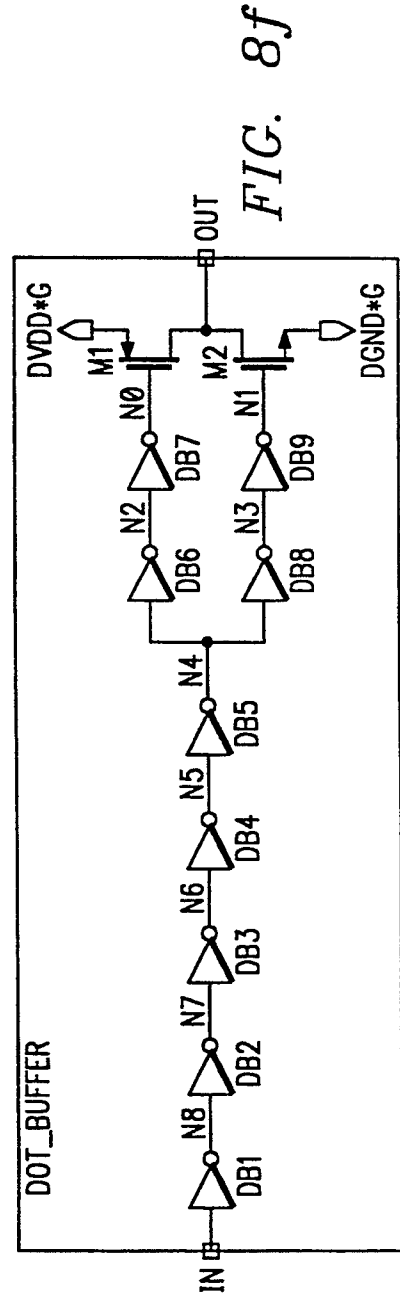 DOT_BUFFER
IN
DB1
N8
DB2
N7
DB3
N6
DB4
N5
DB5
N4
DB6
N2
DB7
N0
M1
DVDD*G
DB8
N3
DB9
N1
M2
DGND*G
OUT
FIG. 8f